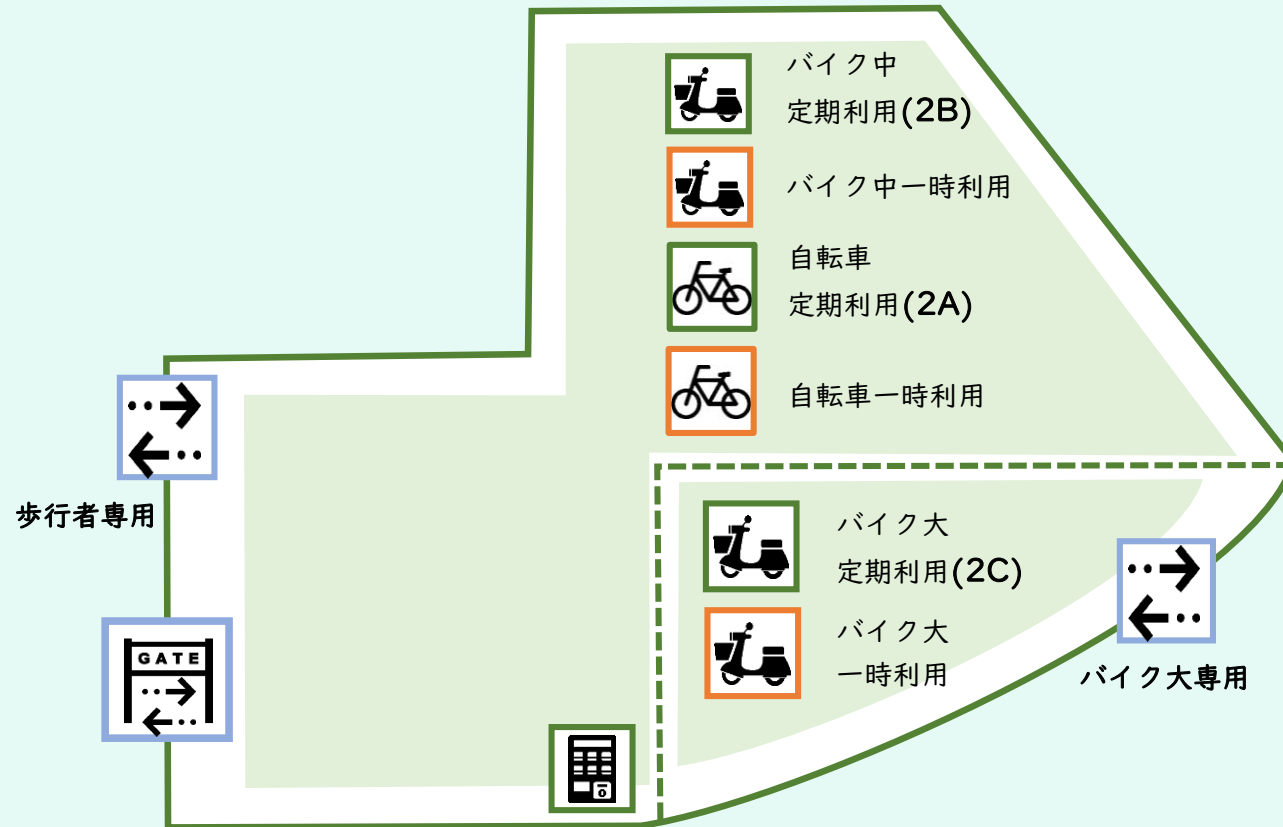 バイク中
定期利用(2B)
バイク中一時利用
自転車
定期利用(2A)
自転車一時利用
歩行者専用
バイク大
定期利用(2C)
バイク大
一時利用
GATE
バイク大専用